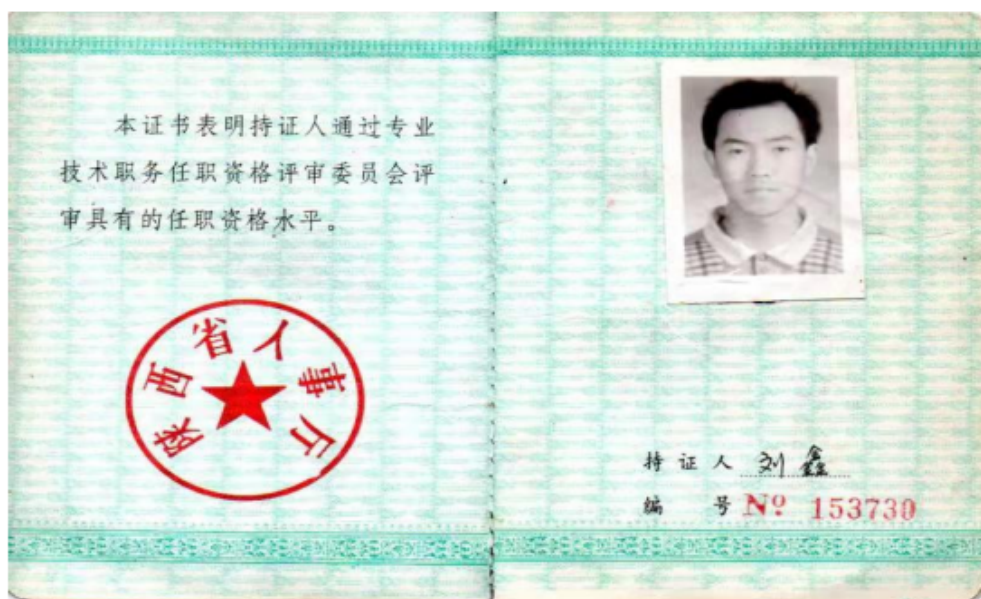 本证书表明持证人通过专业
技术职务任职资格评审委员会评
审具有的任职资格水平。
陕西省人事厅
持证人 刘鑫
编号 № 153730